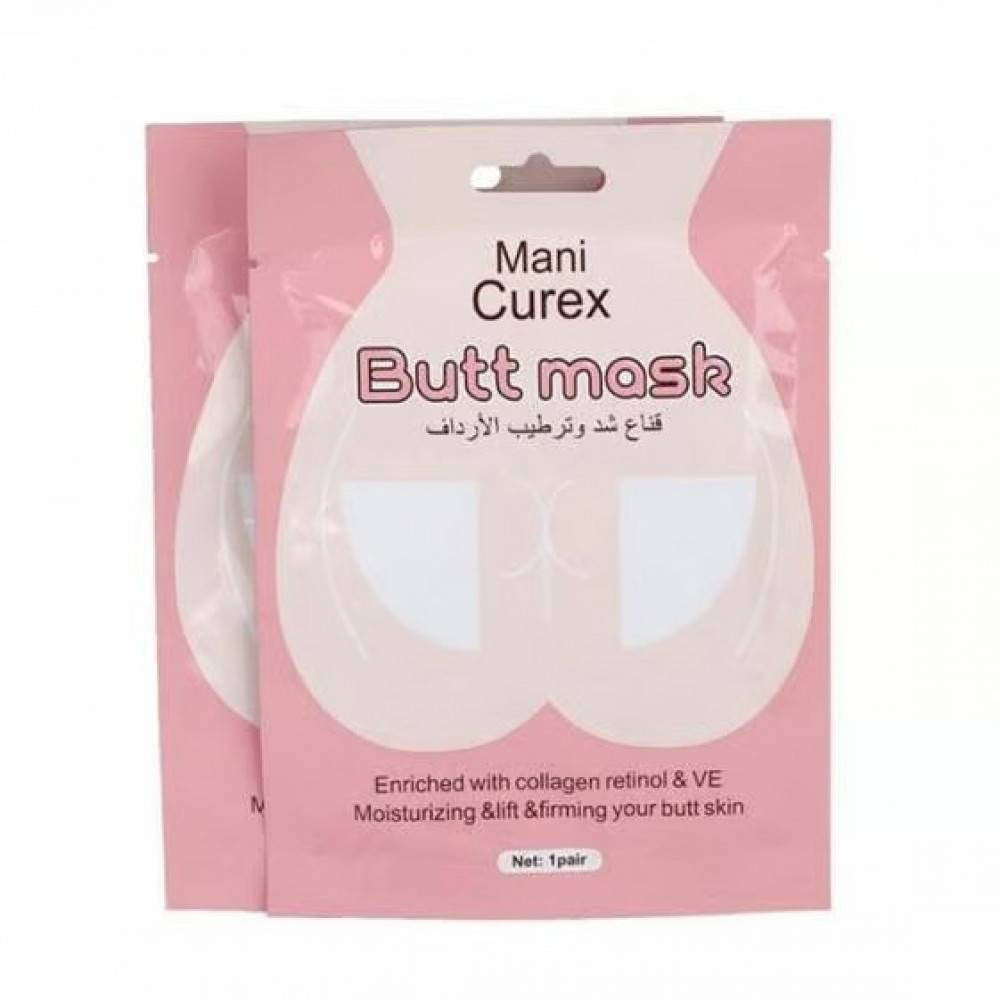 Mani
Curex
Butt mask
قناع شد وترطيب الأرداف
Enriched with collagen retinol & VE
Moisturizing &lift &firming your butt skin
Net: 1pair
M